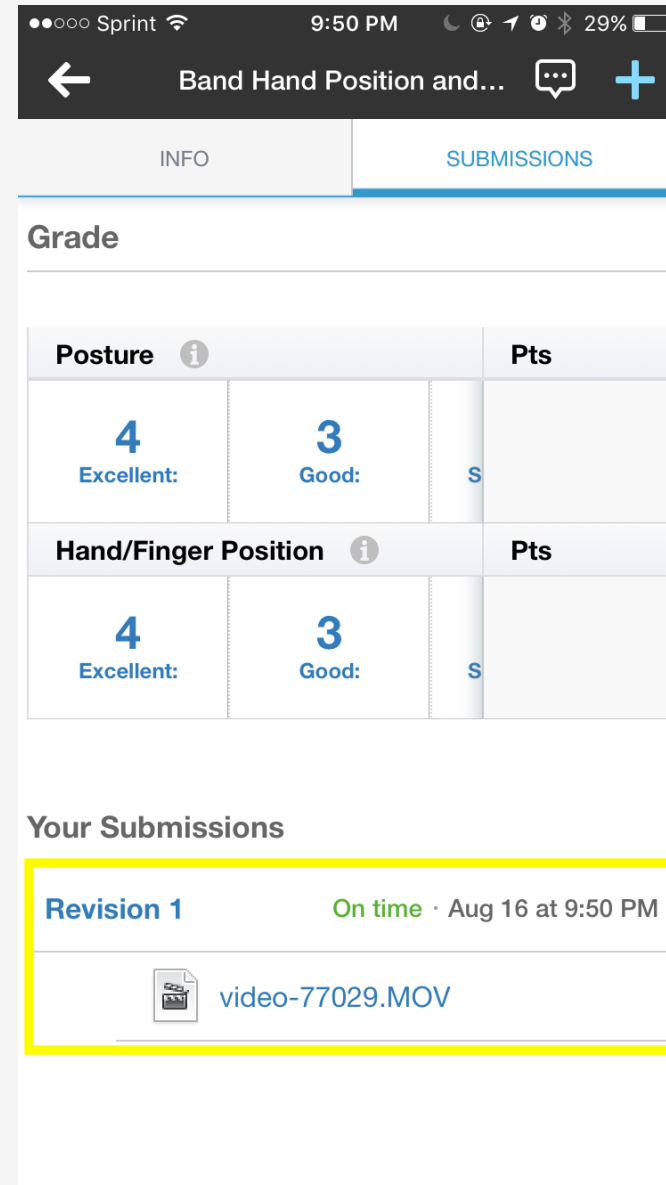 Sprint 9:50 PM 29%
Band Hand Position and...
INFO SUBMISSIONS
Grade
Posture Pts
4 3
Excellent: Good: S
Hand/Finger Position Pts
4 3
Excellent: Good: S
Your Submissions
Revision 1 On time · Aug 16 at 9:50 PM
video-77029.MOV